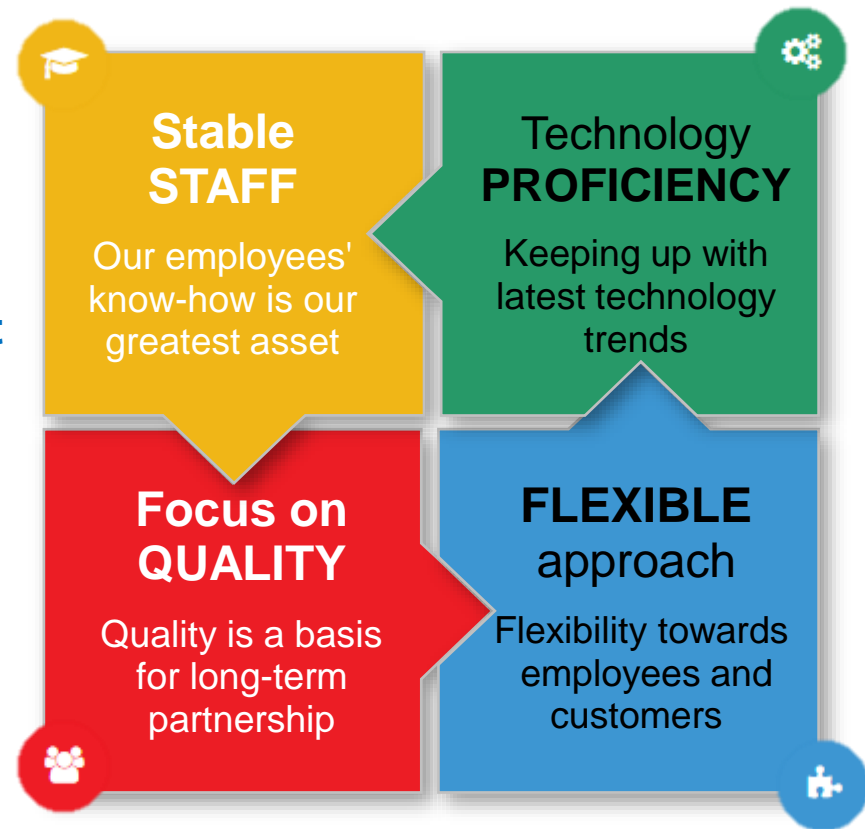 Stable
STAFF
Our employees'
know-how is our
greatest asset
Technology
PROFICIENCY
Keeping up with
latest technology
trends
Focus on
QUALITY
Quality is a basis
for long-term
partnership
FLEXIBLE
approach
Flexibility towards
employees and
customers